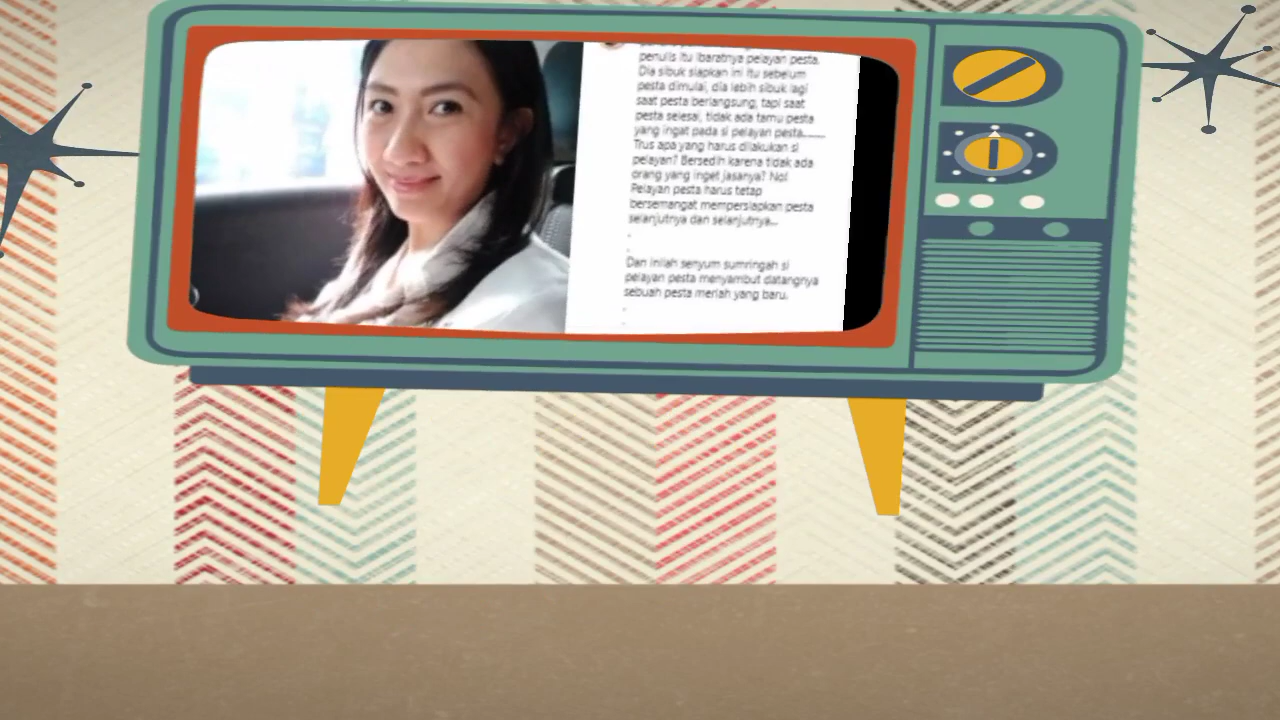 penulis itu ibaratnya pelayan pesta.
Dia sibuk siapkan ini itu sebelum
pesta dimulai, dia lebih sibuk lagi
saat pesta berlangsung, tapi saat
pesta selesai, tidak ada tamu pesta
yang ingat pada si pelayan pesta.......
Trus apa yang harus dilakukan si
pelayan? Bersedih karena tidak ada
orang yang inget jasanya? No!
Pelayan pesta harus tetap
bersemangat mempersiapkan pesta
selanjutnya dan selanjutnya...
.
.
Dan inilah senyum sumringah si
pelayan pesta menyambut datangnya
sebuah pesta meriah yang baru.
.
.